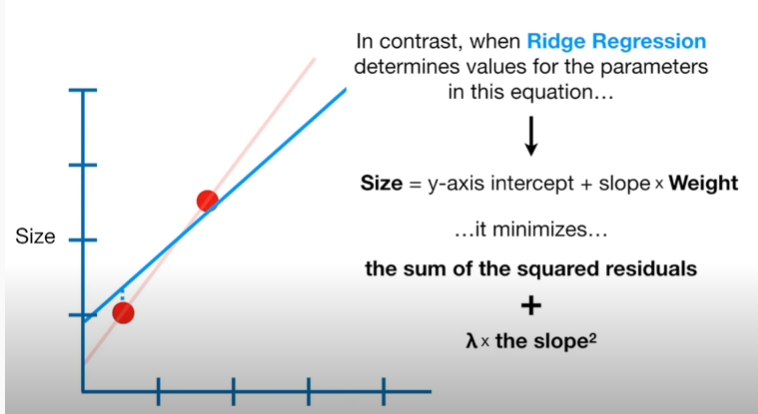 In contrast, when Ridge Regression
determines values for the parameters
in this equation...
Size = y-axis intercept + slope x Weight
...it minimizes...
the sum of the squared residuals
+
λ x the slope²
Size